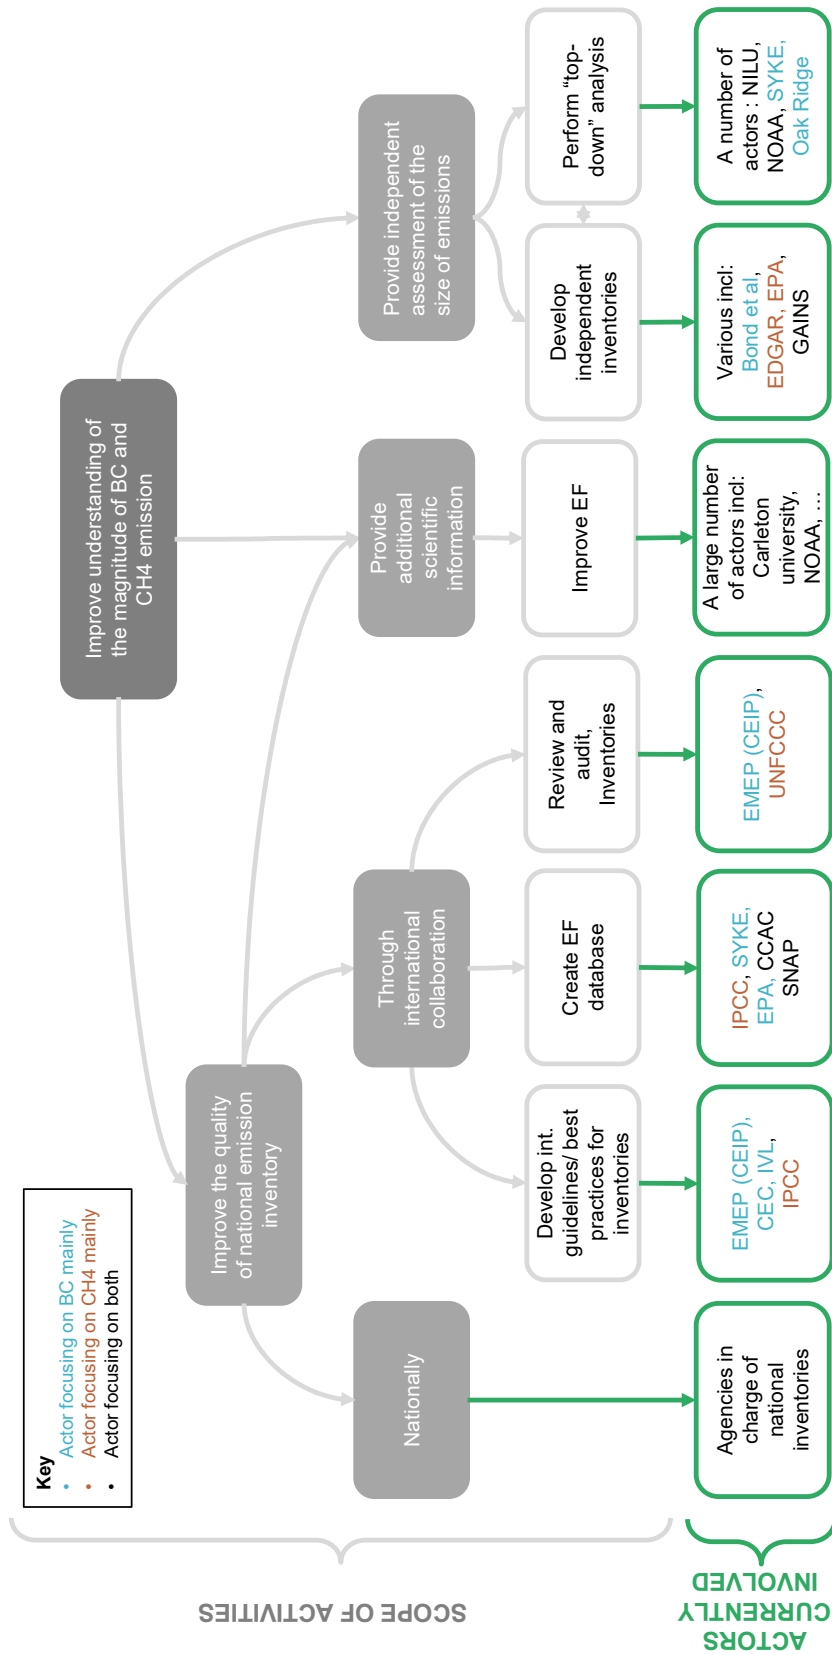 Key
• Actor focusing on BC mainly
• Actor focusing on CH4 mainly
• Actor focusing on both
SCOPE OF ACTIVITIES
Improve understanding of
the magnitude of BC and
CH4 emission
Improve the quality
of national emission
inventory
Nationally
Through
international
collaboration
Provide
additional
scientific
information
Provide independent
assessment of the
size of emissions
Develop int.
guidelines/ best
practices for
inventories
Create EF
database
Review and
audit,
Inventories
Improve EF
Develop
independent
inventories
Perform “top-
down” analysis
ACTORS
CURRENTLY
INVOLVED
Agencies in
charge of
national
inventories
EMEP (CEIP),
CEC, IVL,
IPCC
IPCC, SYKE,
EPA, CCAC
SNAP
EMEP (CEIP),
UNFCCC
A large number
of actors incl:
Carleton
university,
NOAA, …
Various incl:
Bond et al,
EDGAR, EPA,
GAINS
A number of
actors : NILU,
NOAA, SYKE,
Oak Ridge